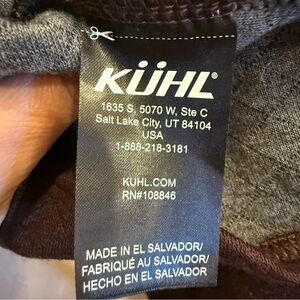 KÜHL®
1635 S. 5070 W, Ste C
Salt Lake City, UT 84104
USA
1-888-218-3181
KUHL.COM
RN#108846
MADE IN EL SALVADOR/
FABRIQUÉ AU SALVADOR/
HECHO EN EL SALVADOR